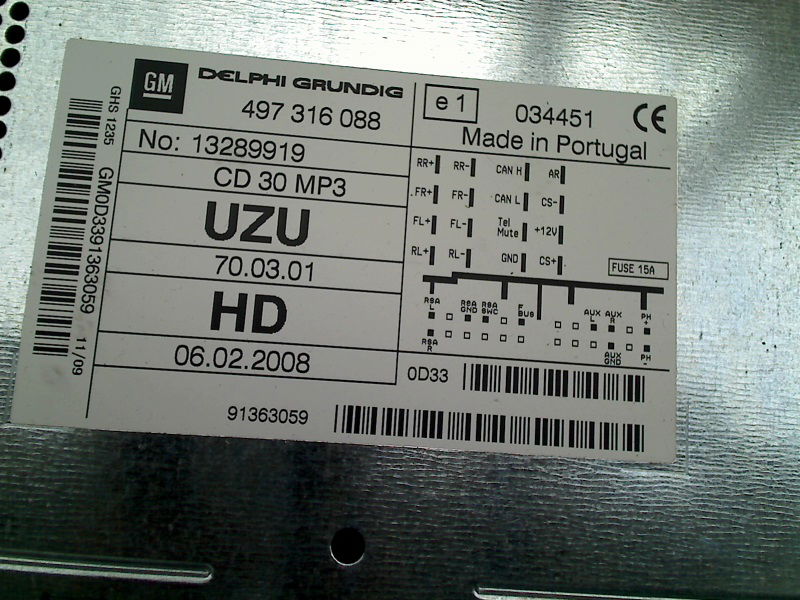 GHS 1235
GM0D3391363059
11/09
GM DELPHI GRUNDIG
497 316 088
No: 13289919
CD 30 MP3
UZU
70.03.01
HD
06.02.2008
91363059
e 1 034451 CE
Made in Portugal
RR+ RR- CAN H AR
FR+ FR- CAN L CS-
FL+ FL- Tel Mute +12V
RL+ RL- GND CS+
FUSE 15A
RSA L RSA GND RSA SWC F BUS AUX L AUX R PH +
RSA R AUX GND PH -
0D33